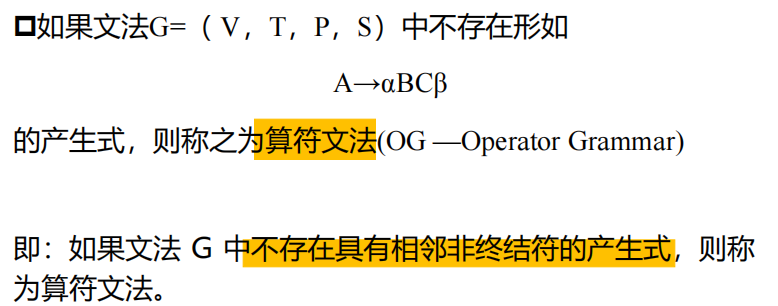 ❑如果文法G=（ V，T，P，S）中不存在形如
A→αBCβ
的产生式，则称之为算符文法(OG —Operator Grammar)
即：如果文法 G 中不存在具有相邻非终结符的产生式，则称
为算符文法。